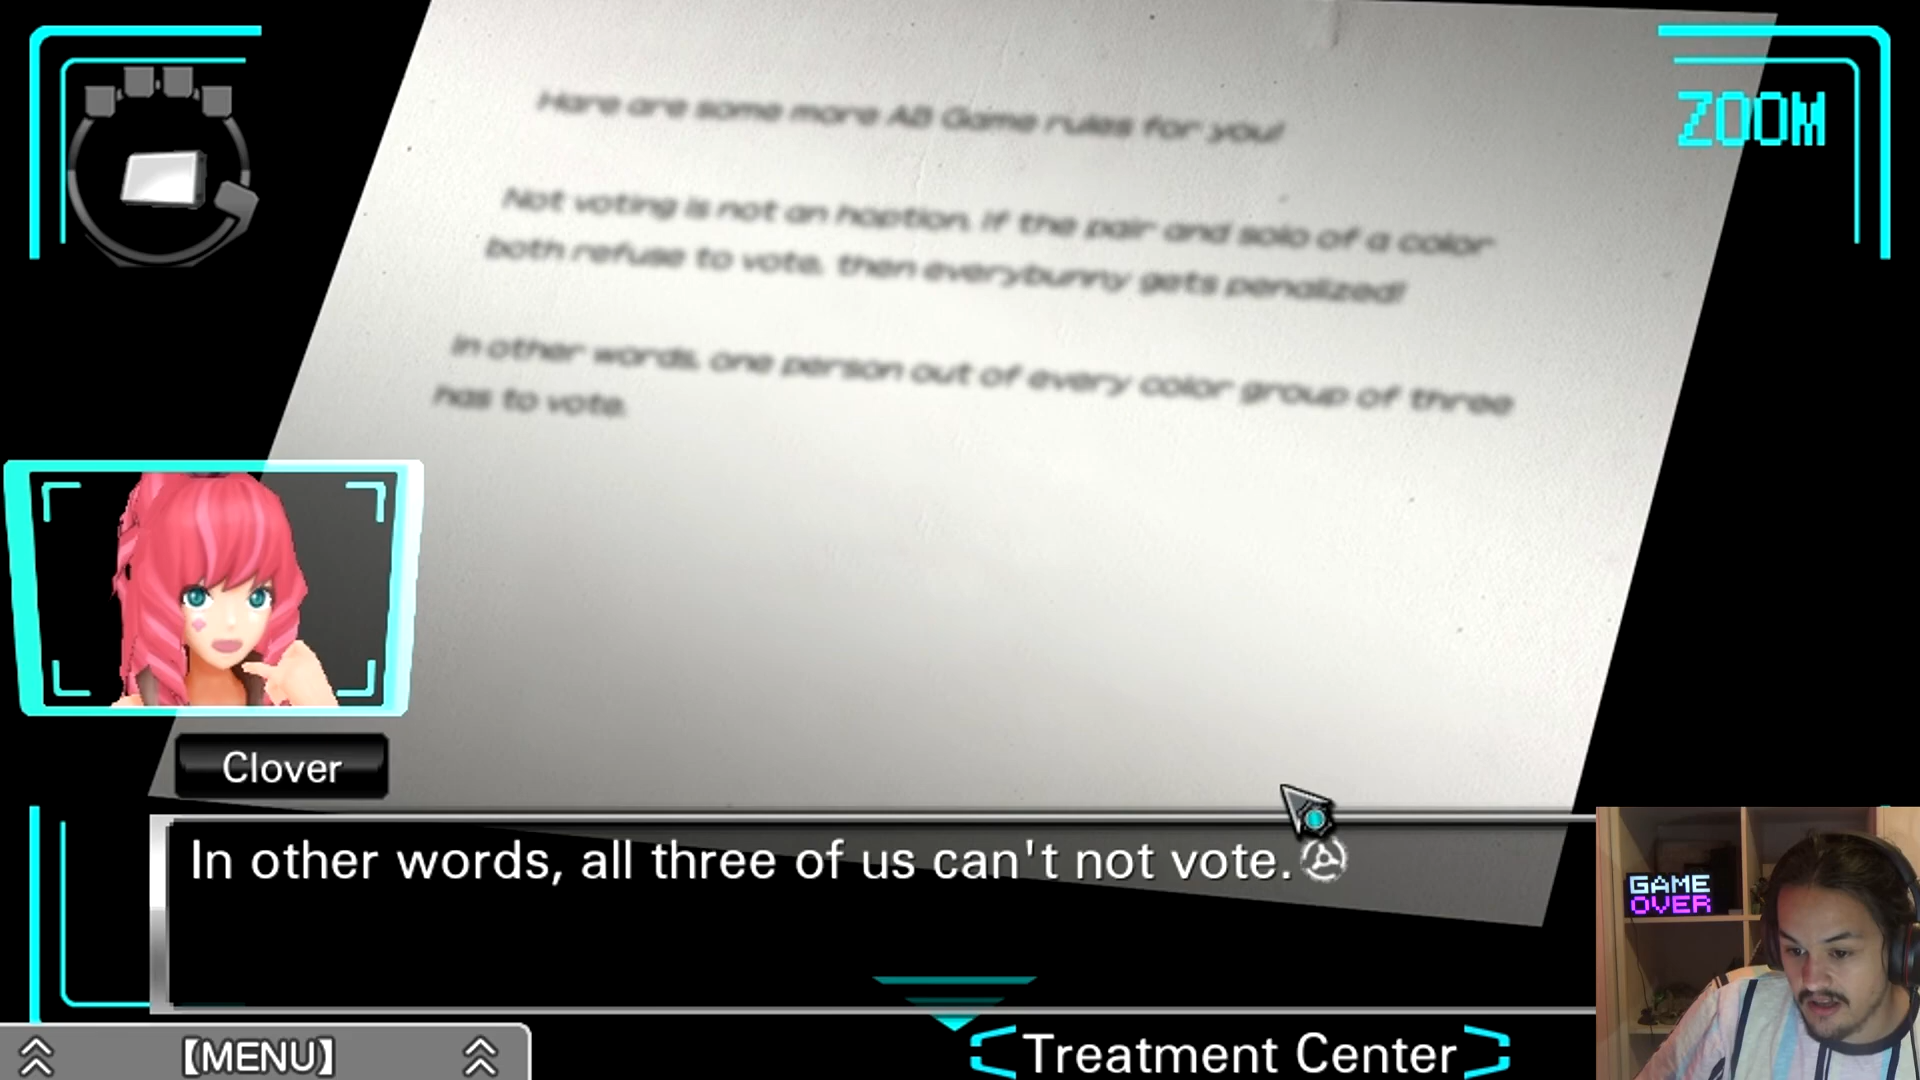 ZOOM
Hare are some more AB Game rules for you!
Not voting is not an hoption. If the pair and solo of a color
both refuse to vote, then everybunny gets penalized!
In other words, one person out of every color group of three
has to vote.
Clover
In other words, all three of us can't not vote.
GAME
OVER
【MENU】
Treatment Center